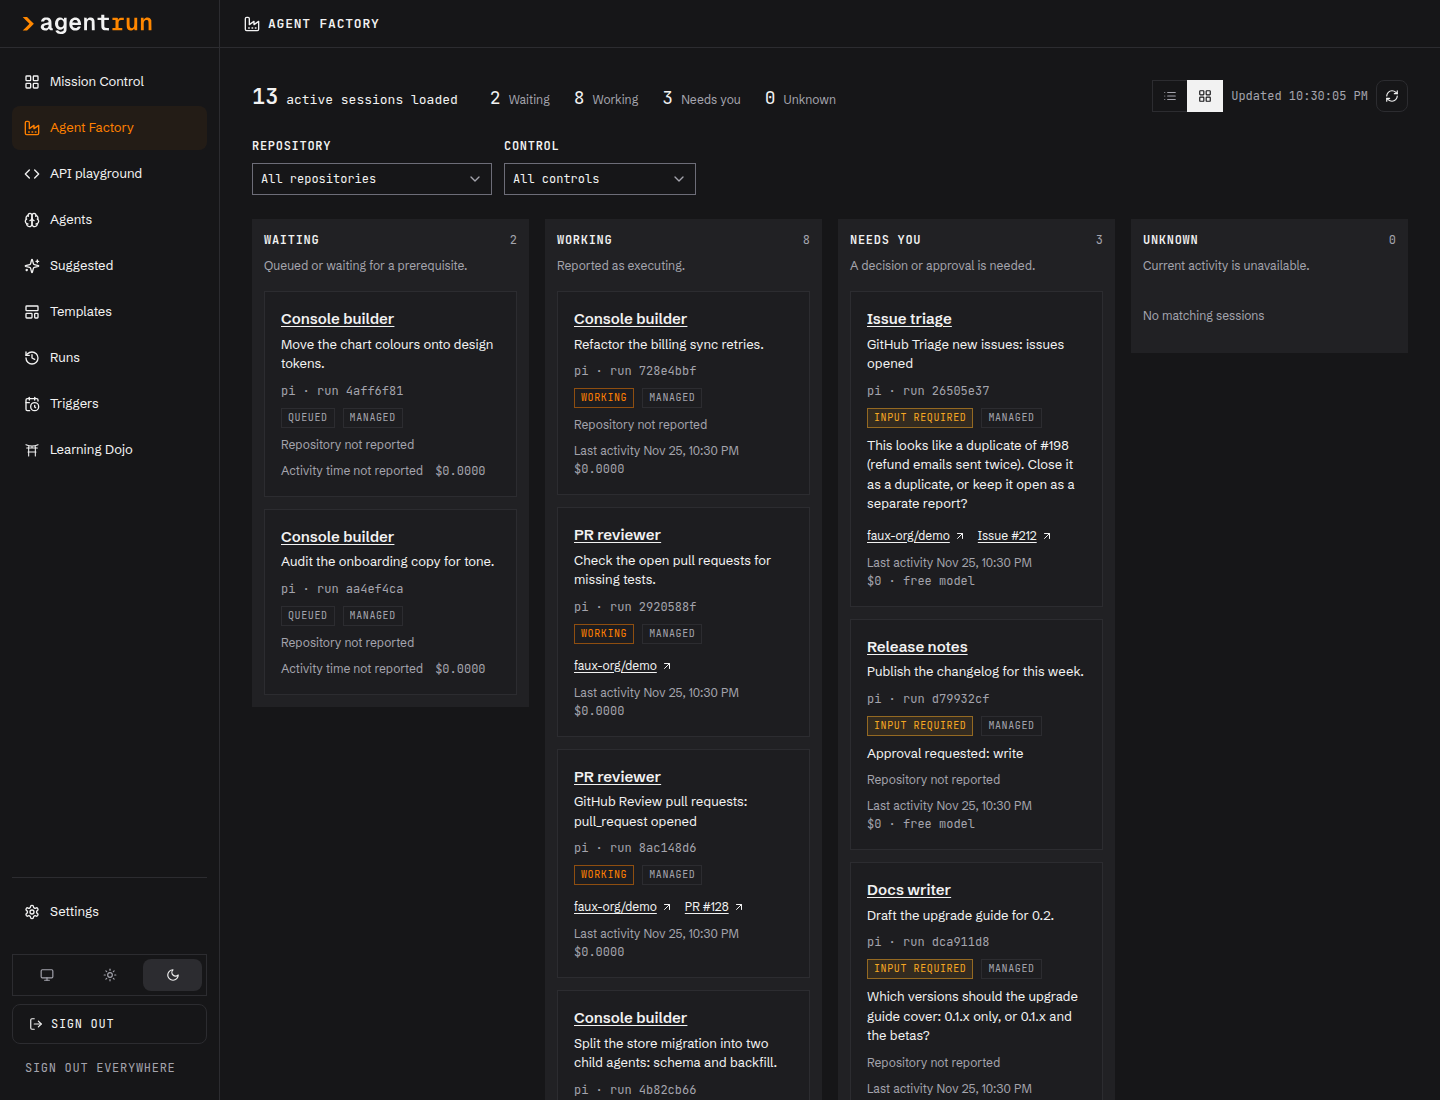 agentrun
Mission Control
Agent Factory
API playground
Agents
Suggested
Templates
Runs
Triggers
Learning Dojo
Settings
SIGN OUT
SIGN OUT EVERYWHERE
AGENT FACTORY
13 active sessions loaded 2 Waiting 8 Working 3 Needs you 0 Unknown
Updated 10:30:05 PM
REPOSITORY
All repositories
CONTROL
All controls
WAITING 2
Queued or waiting for a prerequisite.
Console builder
Move the chart colours onto design
tokens.
pi · run 4aff6f81
QUEUED MANAGED
Repository not reported
Activity time not reported $0.0000
Console builder
Audit the onboarding copy for tone.
pi · run aa4ef4ca
QUEUED MANAGED
Repository not reported
Activity time not reported $0.0000
WORKING 8
Reported as executing.
Console builder
Refactor the billing sync retries.
pi · run 728e4bbf
WORKING MANAGED
Repository not reported
Last activity Nov 25, 10:30 PM
$0.0000
PR reviewer
Check the open pull requests for
missing tests.
pi · run 2920588f
WORKING MANAGED
faux-org/demo
Last activity Nov 25, 10:30 PM
$0.0000
PR reviewer
GitHub Review pull requests:
pull_request opened
pi · run 8ac148d6
WORKING MANAGED
faux-org/demo PR #128
Last activity Nov 25, 10:30 PM
$0.0000
Console builder
Split the store migration into two
child agents: schema and backfill.
pi · run 4b82cb66
NEEDS YOU 3
A decision or approval is needed.
Issue triage
GitHub Triage new issues: issues
opened
pi · run 26505e37
INPUT REQUIRED MANAGED
This looks like a duplicate of #198
(refund emails sent twice). Close it
as a duplicate, or keep it open as a
separate report?
faux-org/demo Issue #212
Last activity Nov 25, 10:30 PM
$0 · free model
Release notes
Publish the changelog for this week.
pi · run d79932cf
INPUT REQUIRED MANAGED
Approval requested: write
Repository not reported
Last activity Nov 25, 10:30 PM
$0 · free model
Docs writer
Draft the upgrade guide for 0.2.
pi · run dca911d8
INPUT REQUIRED MANAGED
Which versions should the upgrade
guide cover: 0.1.x only, or 0.1.x and
the betas?
Repository not reported
Last activity Nov 25, 10:30 PM
UNKNOWN 0
Current activity is unavailable.
No matching sessions